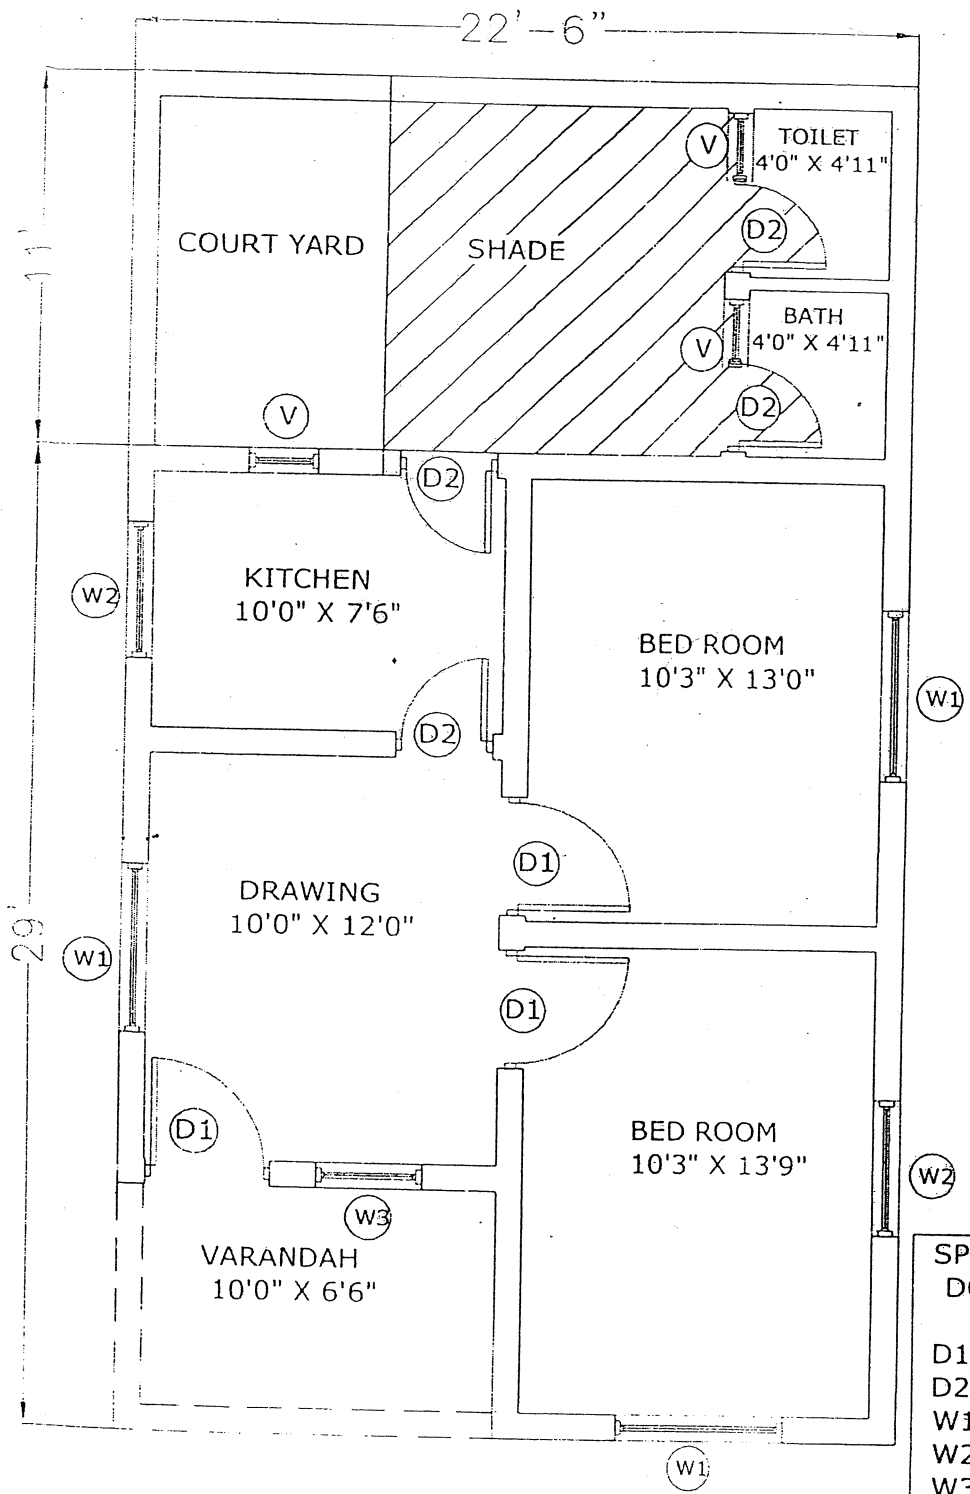 22'-6"
11'
TOILET
4'0" X 4'11"
V
D2
COURT YARD
SHADE
BATH
4'0" X 4'11"
V
D2
V
D2
KITCHEN
10'0" X 7'6"
W2
BED ROOM
10'3" X 13'0"
W1
D2
D1
DRAWING
10'0" X 12'0"
29'
W1
D1
D1
BED ROOM
10'3" X 13'9"
W2
W3
VARANDAH
10'0" X 6'6"
W1
SP
D1
D2
W1
W2
W3